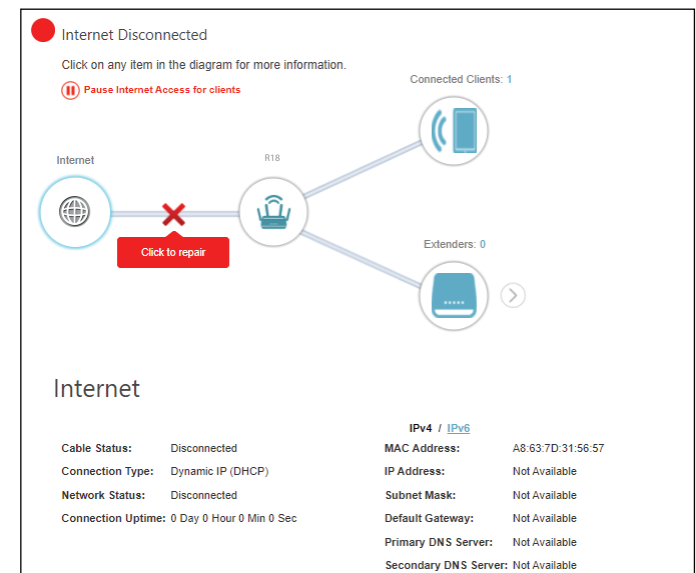 Internet Disconnected
Click on any item in the diagram for more information.
Pause Internet Access for clients
Connected Clients: 1
Internet
R18
Click to repair
Extenders: 0
Internet
IPv4 / IPv6
Cable Status: Disconnected
MAC Address: A8:63:7D:31:56:57
Connection Type: Dynamic IP (DHCP)
IP Address: Not Available
Network Status: Disconnected
Subnet Mask: Not Available
Connection Uptime: 0 Day 0 Hour 0 Min 0 Sec
Default Gateway: Not Available
Primary DNS Server: Not Available
Secondary DNS Server: Not Available